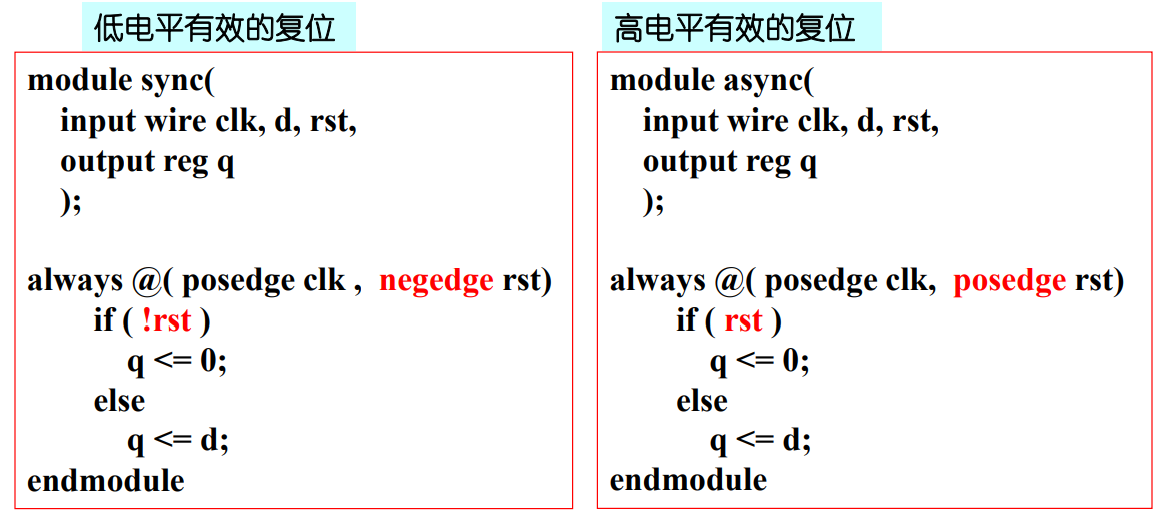 低电平有效的复位
module sync(
input wire clk, d, rst,
output reg q
);
always @( posedge clk , negedge rst)
if ( !rst )
q <= 0;
else
q <= d;
endmodule
高电平有效的复位
module async(
input wire clk, d, rst,
output reg q
);
always @( posedge clk, posedge rst)
if ( rst )
q <= 0;
else
q <= d;
endmodule